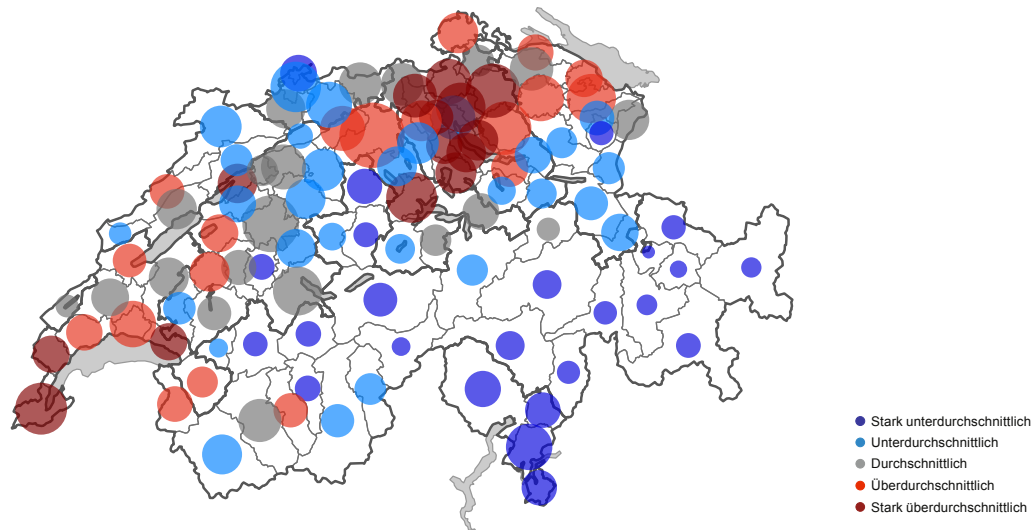 Stark unterdurchschnittlich
Unterdurchschnittlich
Durchschnittlich
Überdurchschnittlich
Stark überdurchschnittlich